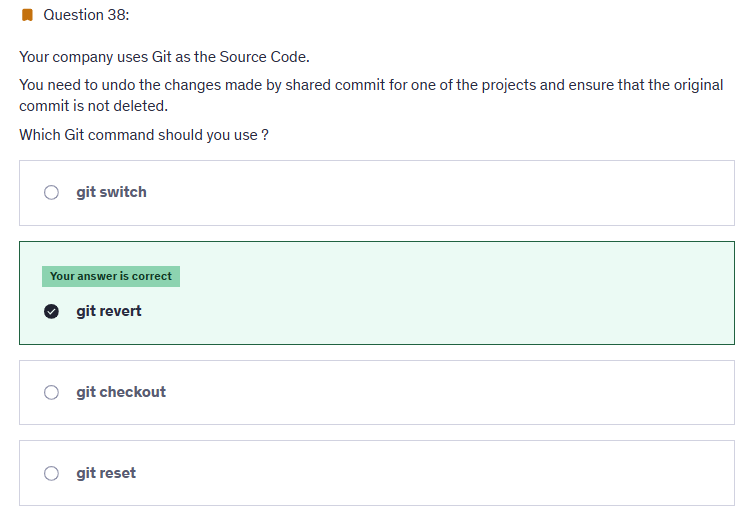 Question 38:
Your company uses Git as the Source Code.
You need to undo the changes made by shared commit for one of the projects and ensure that the original
commit is not deleted.
Which Git command should you use ?
git switch
Your answer is correct
git revert
git checkout
git reset